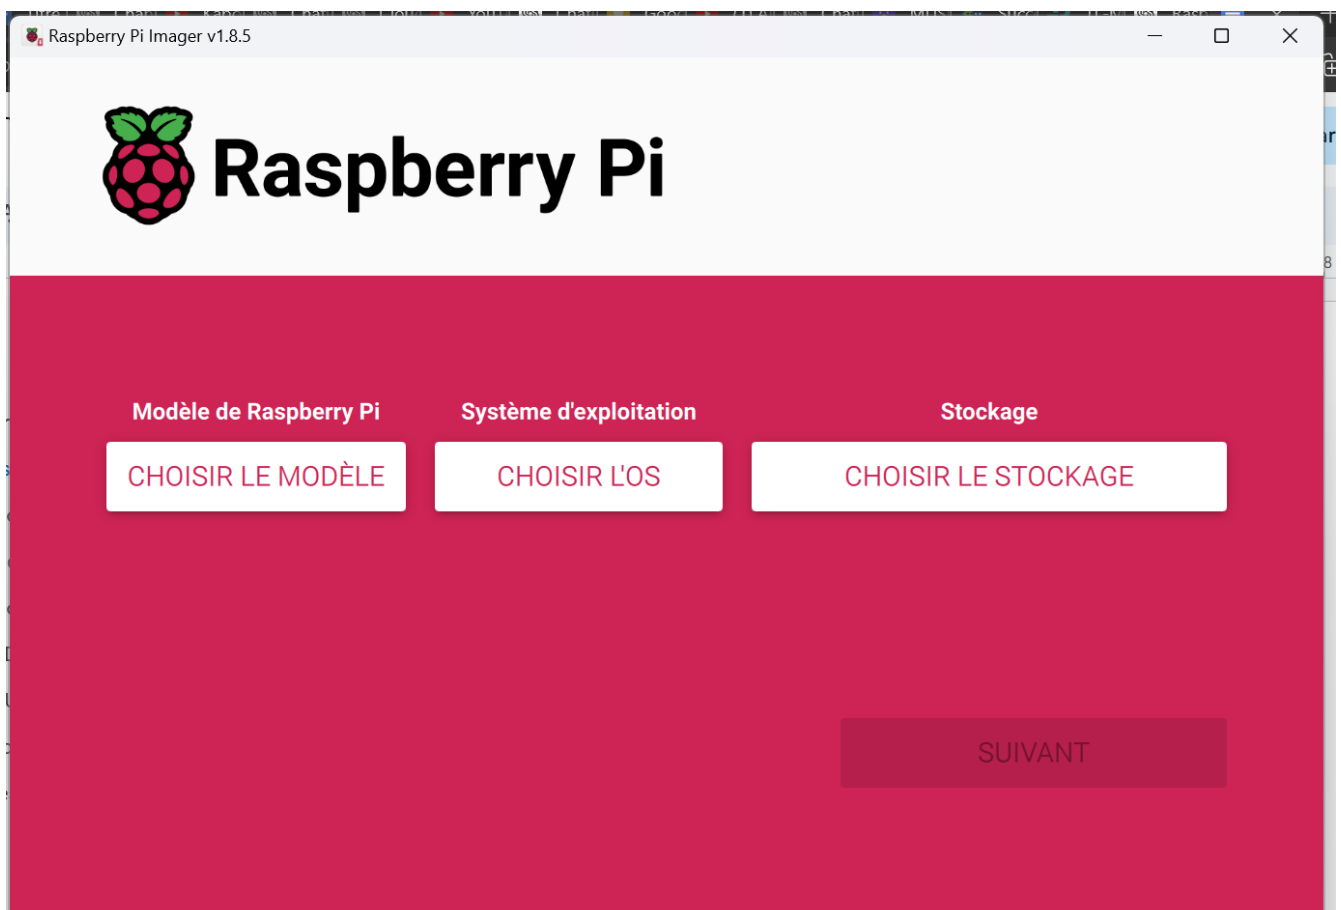 Raspberry Pi Imager v1.8.5
Raspberry Pi
Modèle de Raspberry Pi Système d'exploitation Stockage
CHOISIR LE MODÈLE CHOISIR L'OS CHOISIR LE STOCKAGE
SUIVANT